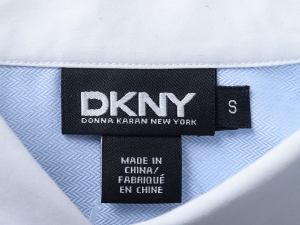 DKNY
DONNA KARAN NEW YORK
S
MADE IN
CHINA/
FABRIQUÉ
EN CHINE